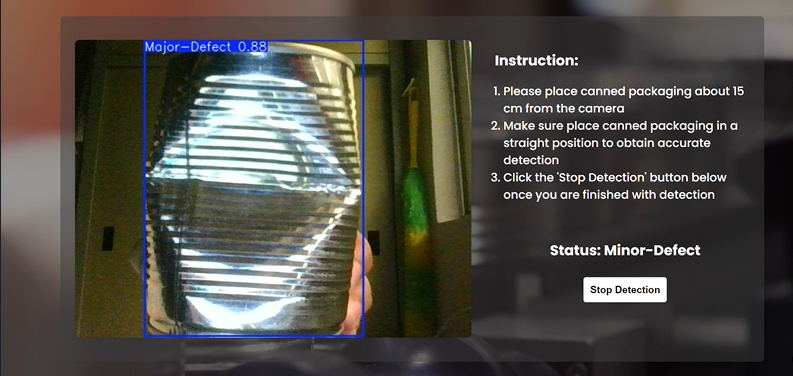 Major-Defect 0.88
Instruction:
1. Please place canned packaging about 15
cm from the camera
2. Make sure place canned packaging in a
straight position to obtain accurate
detection
3. Click the 'Stop Detection' button below
once you are finished with detection
Status: Minor-Defect
Stop Detection